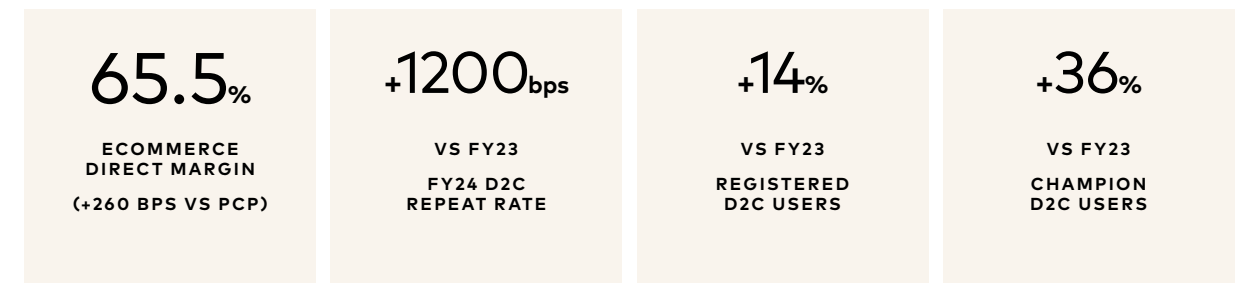 65.5%
ECOMMERCE
DIRECT MARGIN
(+260 BPS VS PCP)
+1200bps
VS FY23
FY24 D2C
REPEAT RATE
+14%
VS FY23
REGISTERED
D2C USERS
+36%
VS FY23
CHAMPION
D2C USERS